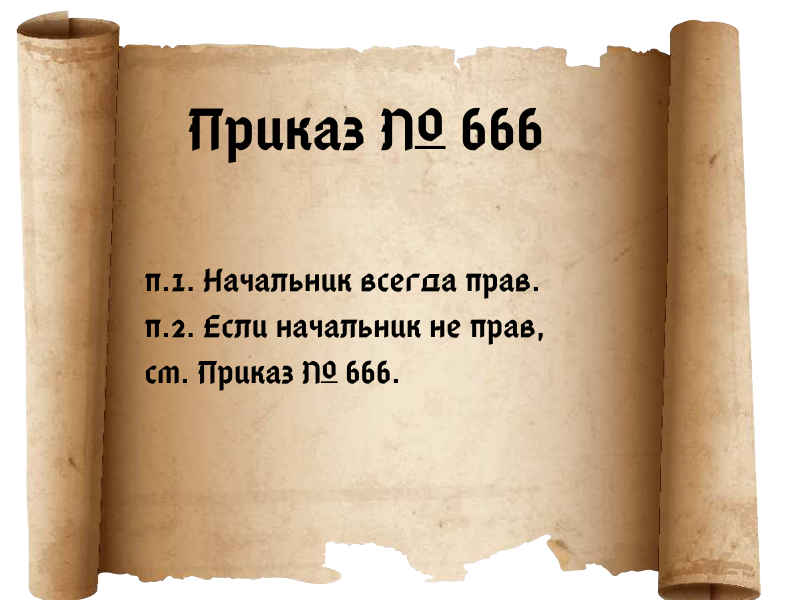 Приказ № 666
п.1. Начальник всегда прав.
п.2. Если начальник не прав,
см. Приказ № 666.